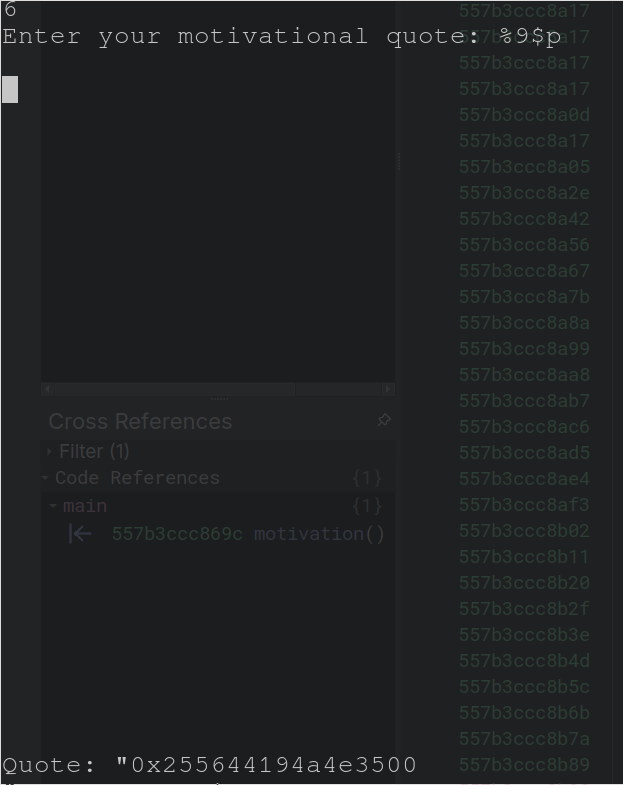 6
557b3ccc8a17
Enter your motivational quote: %9$p
557b3ccc8a17
557b3ccc8a17
557b3ccc8a17
557b3ccc8a0d
557b3ccc8a17
557b3ccc8a05
557b3ccc8a2e
557b3ccc8a42
557b3ccc8a56
557b3ccc8a67
557b3ccc8a7b
557b3ccc8a8a
557b3ccc8a99
557b3ccc8aa8
557b3ccc8ab7
557b3ccc8ac6
557b3ccc8ad5
557b3ccc8ae4
557b3ccc8af3
557b3ccc8b02
557b3ccc8b11
557b3ccc8b20
557b3ccc8b2f
557b3ccc8b3e
557b3ccc8b4d
557b3ccc8b5c
557b3ccc8b6b
557b3ccc8b7a
557b3ccc8b89
Cross References
Filter (1)
Code References {1}
main {1}
557b3ccc869c motivation()
Quote: "0x255644194a4e3500